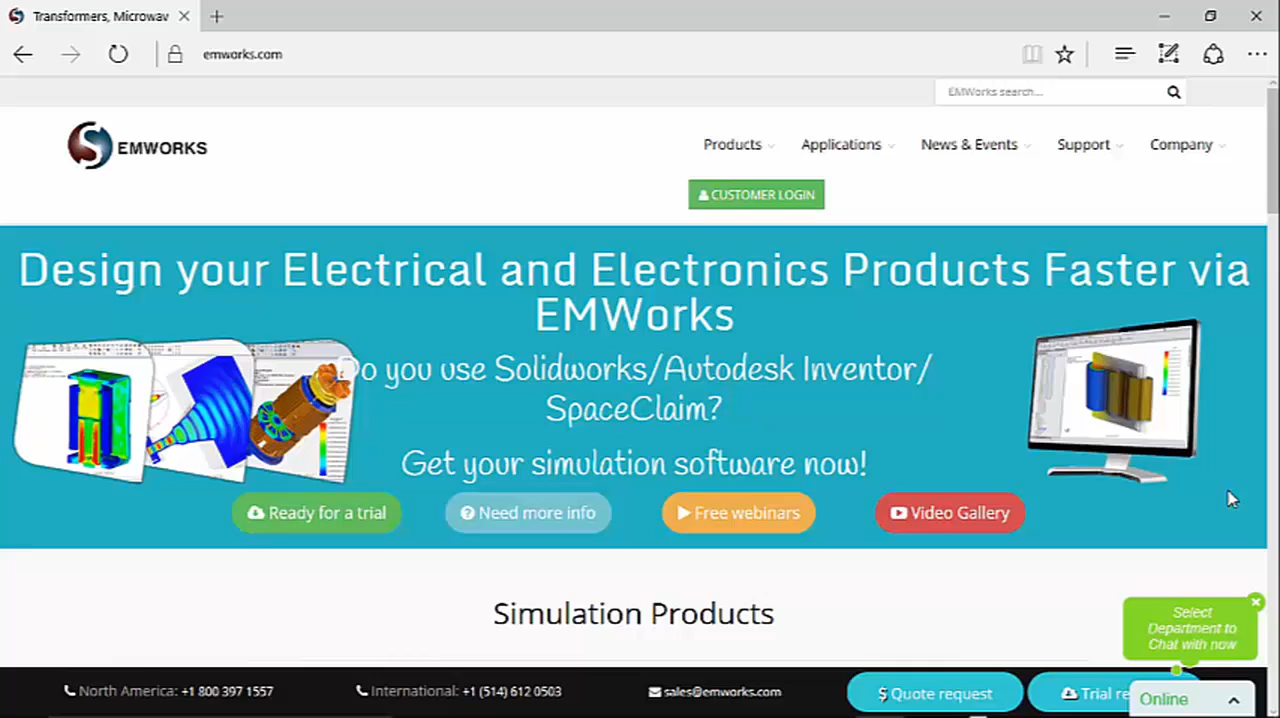 Transformers, Microwav
emworks.com
EMWorks search...
S EMWORKS
Products
Applications
News & Events
Support
Company
CUSTOMER LOGIN
Design your Electrical and Electronics Products Faster via
EMWorks
Do you use Solidworks/Autodesk Inventor/
SpaceClaim?
Get your simulation software now!
Ready for a trial
Need more info
Free webinars
Video Gallery
Simulation Products
Select
Department to
Chat with now
North America: +1 800 397 1557
International: +1 (514) 612 0503
sales@emworks.com
$ Quote request
Trial re
Online